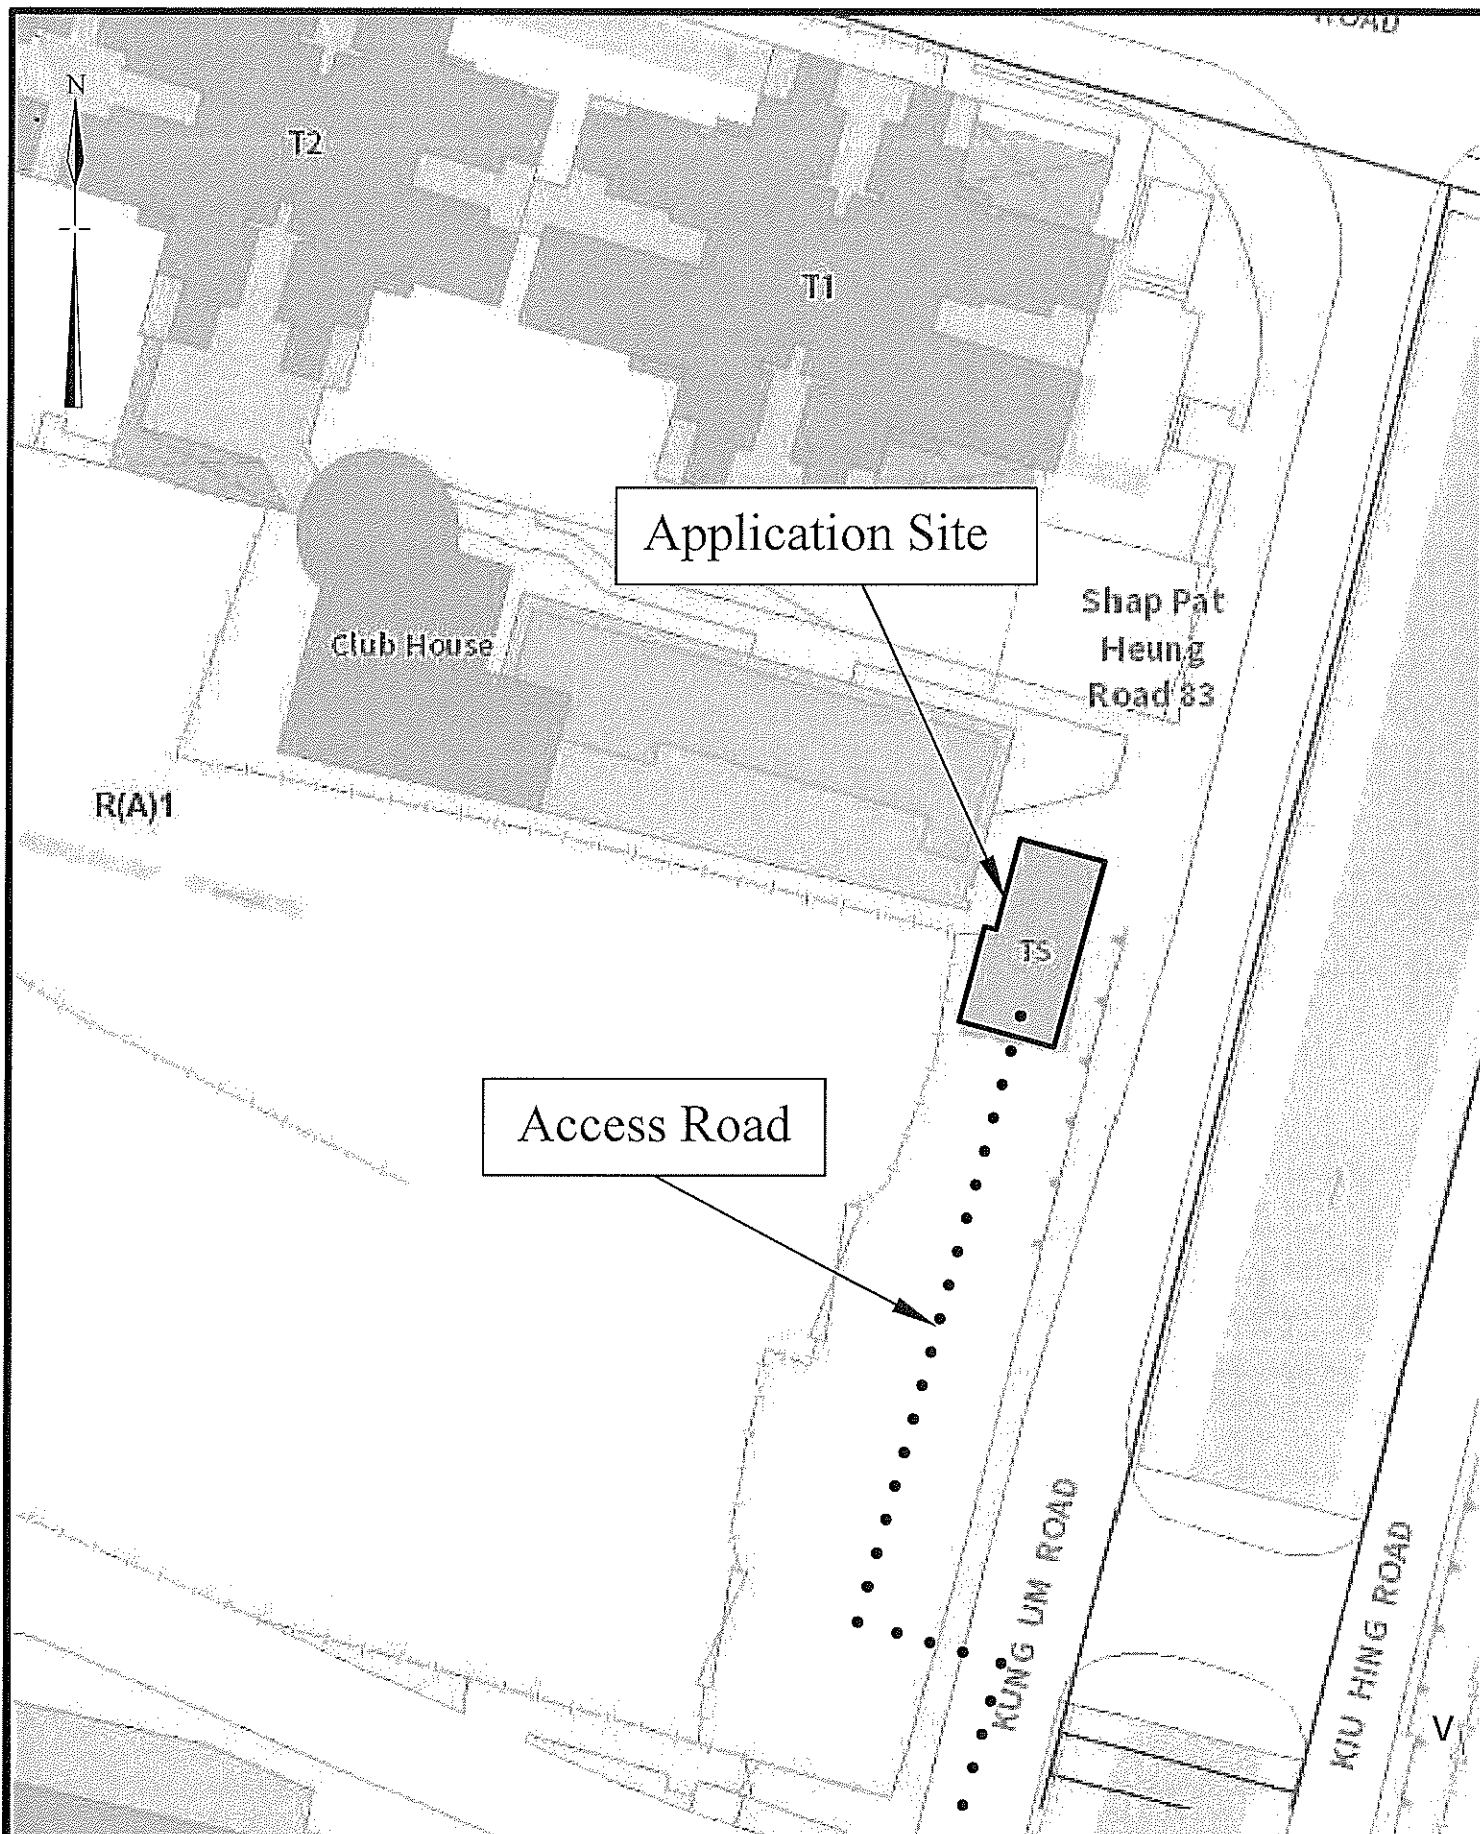 ROAD
N
T2
T1
Application Site
Shap Pat
Heung
Road 83
Club House
R(A)1
TS
Access Road
KUNG UM ROAD
KIU HING ROAD
V